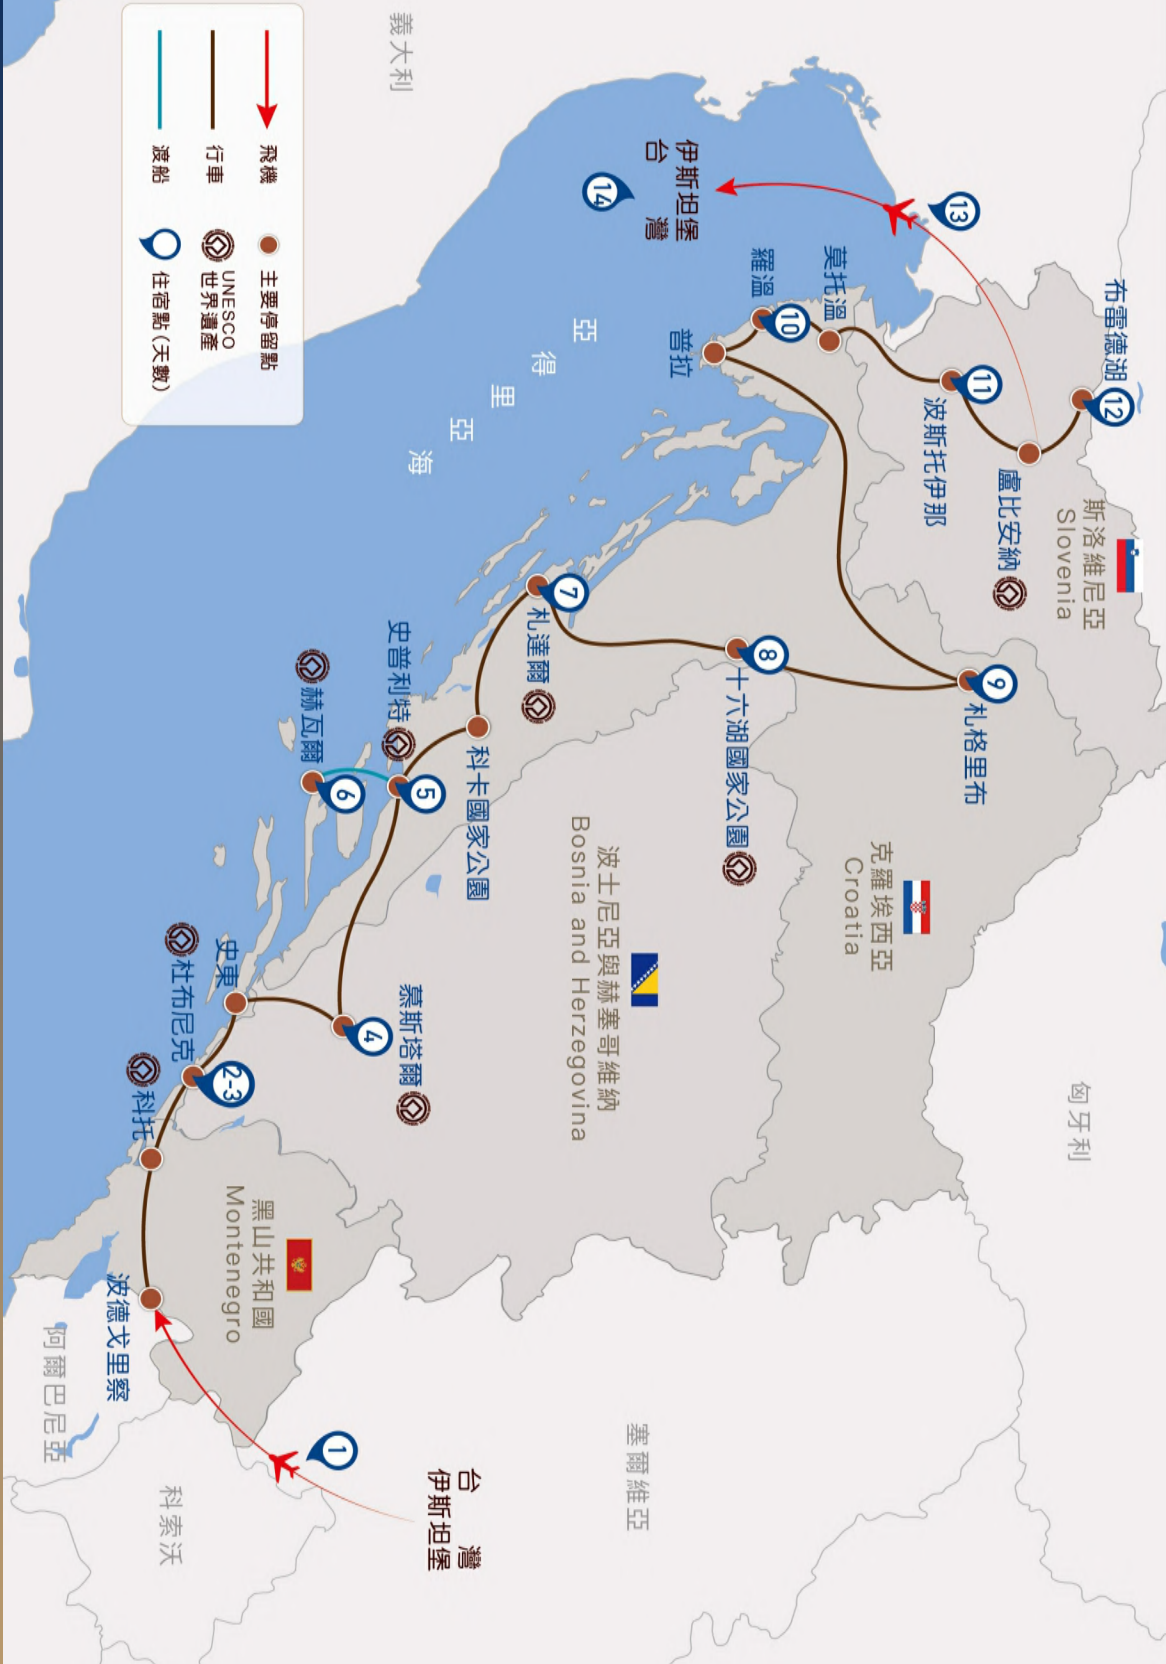 義大利
匈牙利
塞爾維亞
科索沃
阿爾巴尼亞
斯洛維尼亞
Slovenia
克羅埃西亞
Croatia
波士尼亞與赫塞哥維納
Bosnia and Herzegovina
黑山共和國
Montenegro
亞得里亞海
布雷德湖
12
盧比安納
波斯托伊那
11
莫托溫
羅溫
10
普拉
札格里布
9
十六湖國家公園
8
札達爾
7
科卡國家公園
史普利特
5
赫瓦爾
6
慕斯塔爾
4
史東
杜布尼克
2-3
科托
波德戈里察
1
台灣
伊斯坦堡
13
伊斯坦堡
台灣
14
飛機
行車
渡船
主要停留點
UNESCO
世界遺產
住宿點(天數)